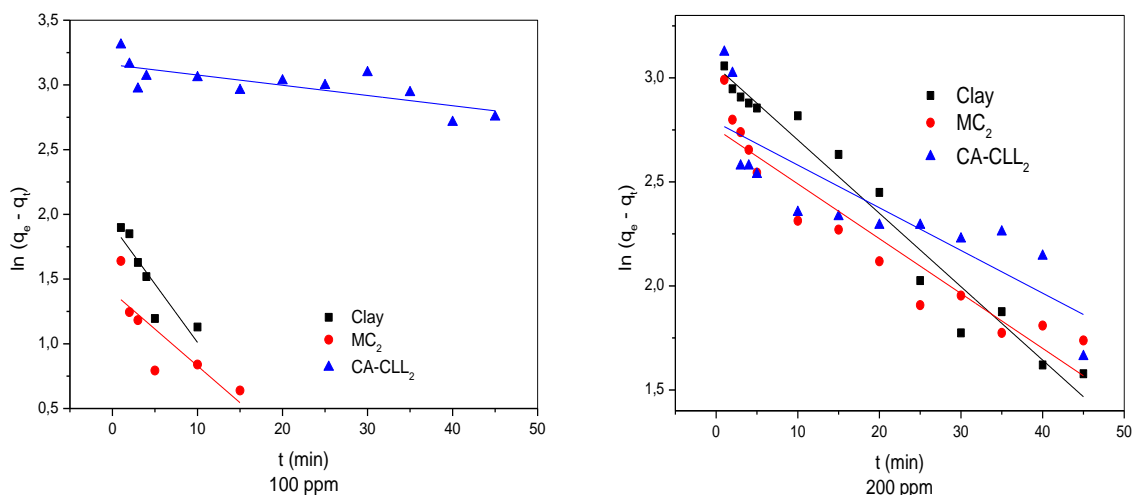 3,5
3,0
2,5
2,0
1,5
1,0
0,5
0
10
20
30
40
50
ln (qₑ - qₜ)
t (min)
100 ppm
Clay
MC₂
CA-CLL₂
3,0
2,5
2,0
1,5
0
10
20
30
40
50
ln (qₑ - qₜ)
t (min)
200 ppm
Clay
MC₂
CA-CLL₂